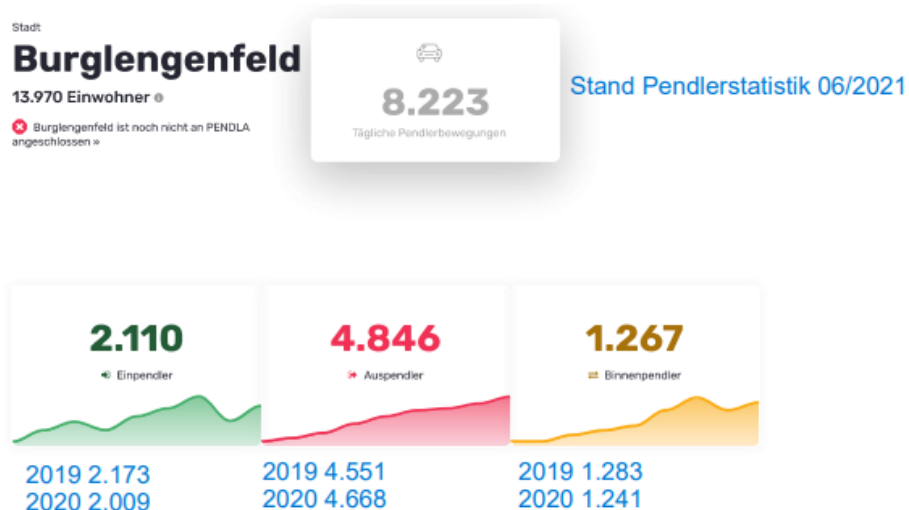 Stadt
Burglengenfeld
13.970 Einwohner
Burglengenfeld ist noch nicht an PENDLA
angeschlossen »
8.223
Tägliche Pendlerbewegungen
Stand Pendlerstatistik 06/2021
2.110
Einpendler
4.846
Auspendler
1.267
Binnenpendler
2019 2.173
2020 2.009
2019 4.551
2020 4.668
2019 1.283
2020 1.241